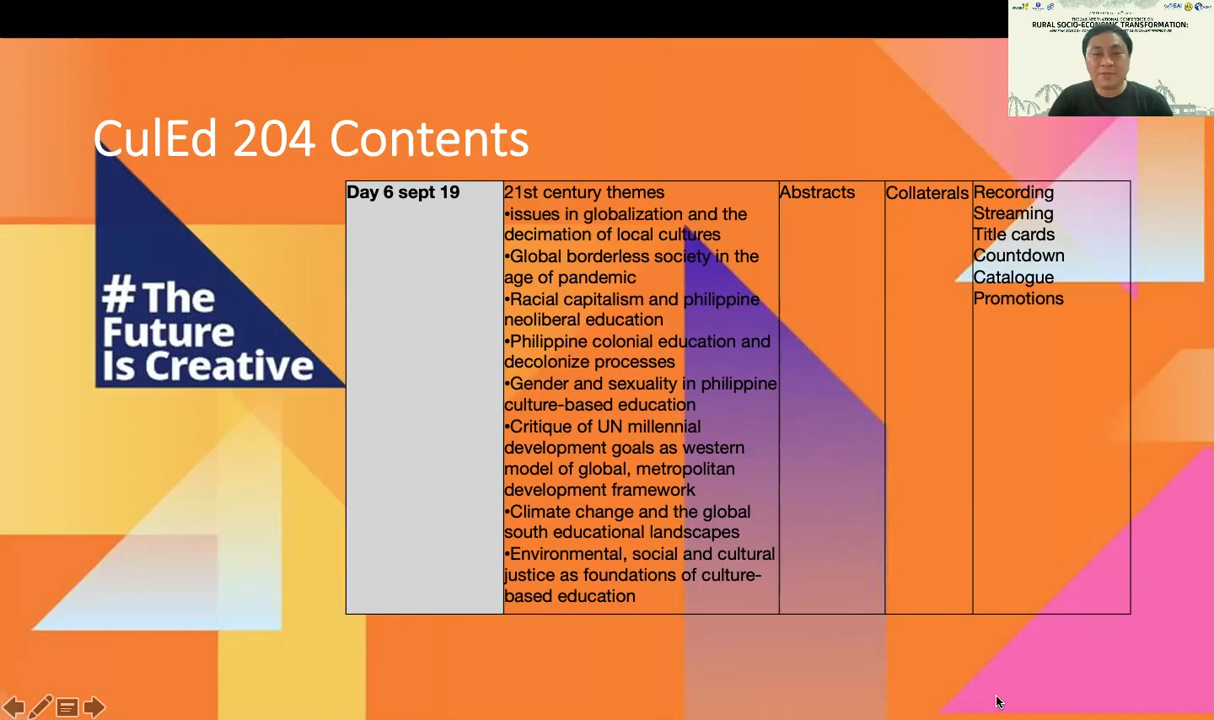 RURAL SOCIO-ECONOMIC TRANSFORMATION:
CulEd 204 Contents
# The
Future
Is Creative
Day 6 sept 19
21st century themes
•issues in globalization and the
decimation of local cultures
•Global borderless society in the
age of pandemic
•Racial capitalism and philippine
neoliberal education
•Philippine colonial education and
decolonize processes
•Gender and sexuality in philippine
culture-based education
•Critique of UN millennial
development goals as western
model of global, metropolitan
development framework
•Climate change and the global
south educational landscapes
•Environmental, social and cultural
justice as foundations of culture-
based education
Abstracts
Collaterals
Recording
Streaming
Title cards
Countdown
Catalogue
Promotions